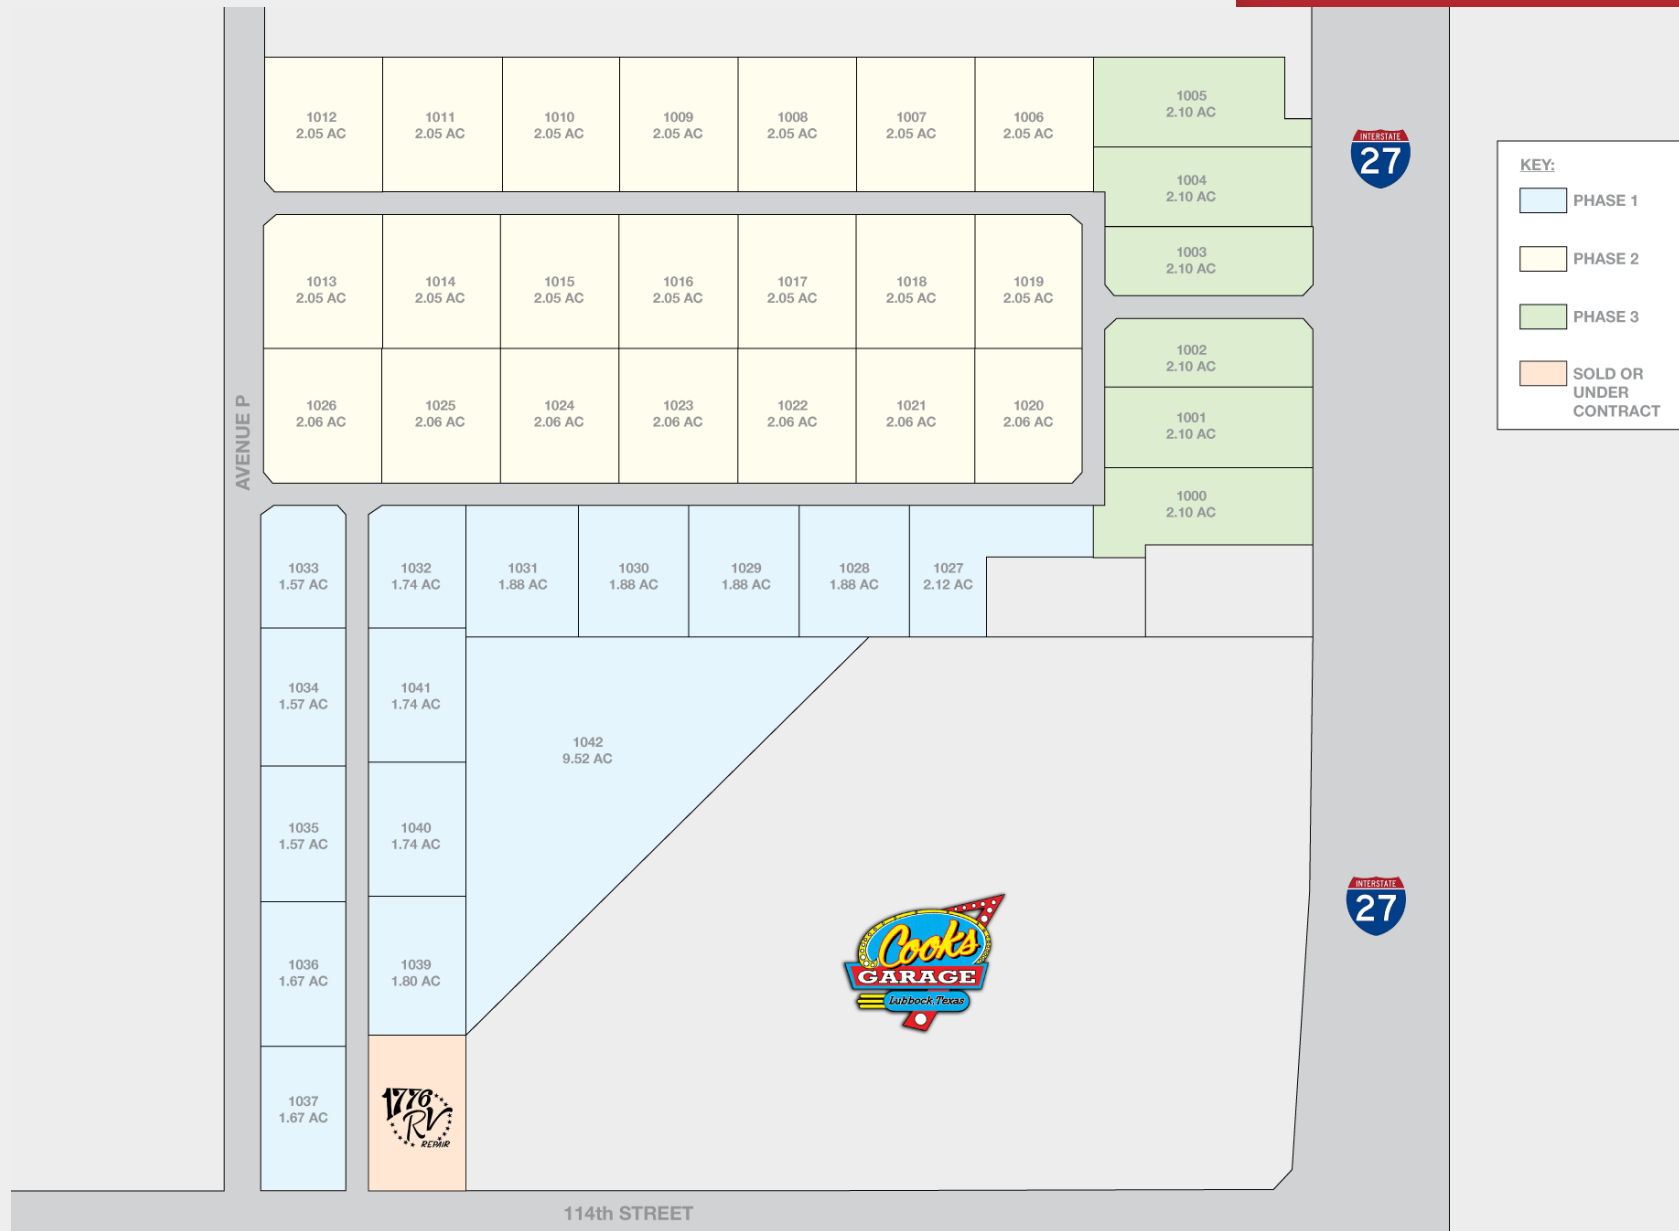 1012
2.05 AC
1011
2.05 AC
1010
2.05 AC
1009
2.05 AC
1008
2.05 AC
1007
2.05 AC
1006
2.05 AC
1005
2.10 AC
1004
2.10 AC
1003
2.10 AC
INTERSTATE
27
KEY:
PHASE 1
PHASE 2
PHASE 3
SOLD OR
UNDER
CONTRACT
1013
2.05 AC
1014
2.05 AC
1015
2.05 AC
1016
2.05 AC
1017
2.05 AC
1018
2.05 AC
1019
2.05 AC
1002
2.10 AC
1001
2.10 AC
1000
2.10 AC
AVENUE P
1026
2.06 AC
1025
2.06 AC
1024
2.06 AC
1023
2.06 AC
1022
2.06 AC
1021
2.06 AC
1020
2.06 AC
1033
1.57 AC
1032
1.74 AC
1031
1.88 AC
1030
1.88 AC
1029
1.88 AC
1028
1.88 AC
1027
2.12 AC
1034
1.57 AC
1041
1.74 AC
1042
9.52 AC
1035
1.57 AC
1040
1.74 AC
1036
1.67 AC
1039
1.80 AC
Cooks
GARAGE
Lubbock, Texas
INTERSTATE
27
1037
1.67 AC
1776
RV
REPAIR
114th STREET